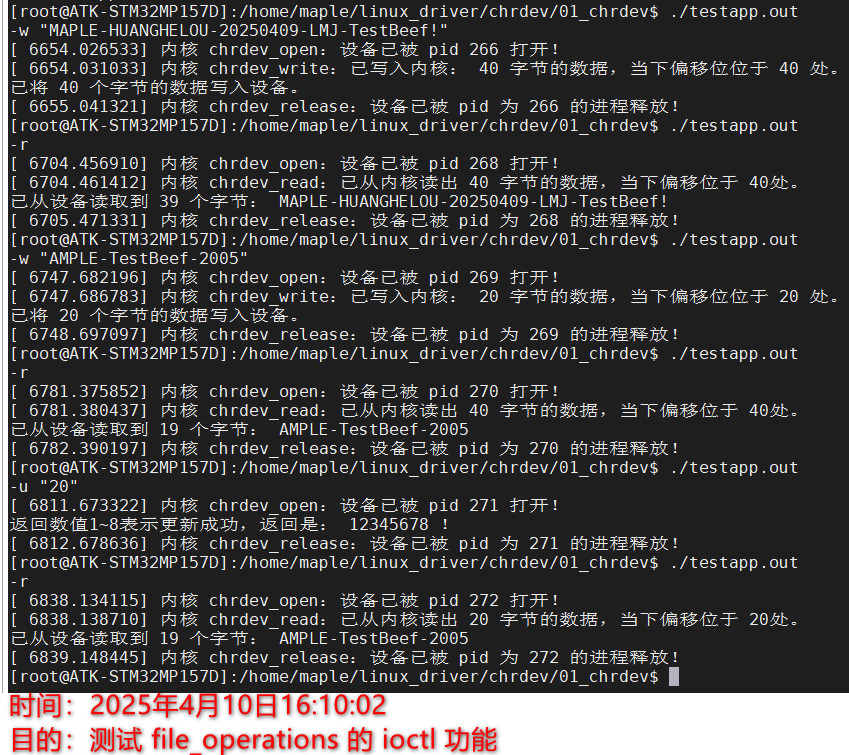 [root@ATK-STM32MP157D]:/home/maple/linux_driver/chrdev/01_chrdev$ ./testapp.out
-w "MAPLE-HUANGHELOU-20250409-LMJ-TestBeef!"
[ 6654.026533] 内核 chrdev_open：设备已被 pid 266 打开！
[ 6654.031033] 内核 chrdev_write：已写入内核： 40 字节的数据，当下偏移位位于 40 处。
已将 40 个字节的数据写入设备。
[ 6655.041321] 内核 chrdev_release：设备已被 pid 为 266 的进程释放！
[root@ATK-STM32MP157D]:/home/maple/linux_driver/chrdev/01_chrdev$ ./testapp.out
-r
[ 6704.456910] 内核 chrdev_open：设备已被 pid 268 打开！
[ 6704.461412] 内核 chrdev_read：已从内核读出 40 字节的数据，当下偏移位于 40处。
已从设备读取到 39 个字节： MAPLE-HUANGHELOU-20250409-LMJ-TestBeef!
[ 6705.471331] 内核 chrdev_release：设备已被 pid 为 268 的进程释放！
[root@ATK-STM32MP157D]:/home/maple/linux_driver/chrdev/01_chrdev$ ./testapp.out
-w "AMPLE-TestBeef-2005"
[ 6747.682196] 内核 chrdev_open：设备已被 pid 269 打开！
[ 6747.686783] 内核 chrdev_write：已写入内核： 20 字节的数据，当下偏移位位于 20 处。
已将 20 个字节的数据写入设备。
[ 6748.697097] 内核 chrdev_release：设备已被 pid 为 269 的进程释放！
[root@ATK-STM32MP157D]:/home/maple/linux_driver/chrdev/01_chrdev$ ./testapp.out
-r
[ 6781.375852] 内核 chrdev_open：设备已被 pid 270 打开！
[ 6781.380437] 内核 chrdev_read：已从内核读出 40 字节的数据，当下偏移位于 40处。
已从设备读取到 19 个字节： AMPLE-TestBeef-2005
[ 6782.390197] 内核 chrdev_release：设备已被 pid 为 270 的进程释放！
[root@ATK-STM32MP157D]:/home/maple/linux_driver/chrdev/01_chrdev$ ./testapp.out
-u "20"
[ 6811.673322] 内核 chrdev_open：设备已被 pid 271 打开！
返回数值1~8表示更新成功，返回是： 12345678 ！
[ 6812.678636] 内核 chrdev_release：设备已被 pid 为 271 的进程释放！
[root@ATK-STM32MP157D]:/home/maple/linux_driver/chrdev/01_chrdev$ ./testapp.out
-r
[ 6838.134115] 内核 chrdev_open：设备已被 pid 272 打开！
[ 6838.138710] 内核 chrdev_read：已从内核读出 20 字节的数据，当下偏移位于 20处。
已从设备读取到 19 个字节： AMPLE-TestBeef-2005
[ 6839.148445] 内核 chrdev_release：设备已被 pid 为 272 的进程释放！
[root@ATK-STM32MP157D]:/home/maple/linux_driver/chrdev/01_chrdev$
时间：2025年4月10日16:10:02
目的：测试 file_operations 的 ioctl 功能